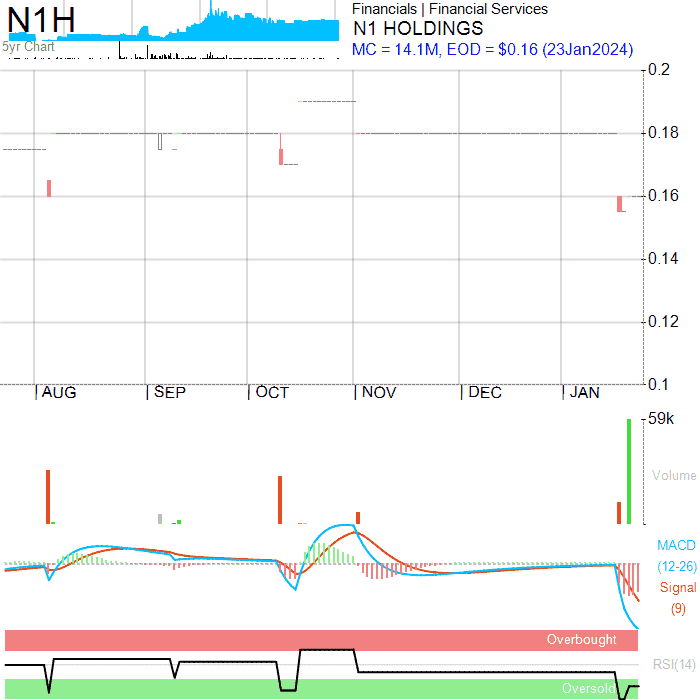 N1H
5yr Chart
Financials | Financial Services
N1 HOLDINGS
MC = 14.1M, EOD = $0.16 (23Jan2024)
0.2
0.18
0.16
0.14
0.12
0.1
AUG
SEP
OCT
NOV
DEC
JAN
59k
Volume
MACD
(12-26)
Signal
(9)
Overbought
RSI(14)
Oversold